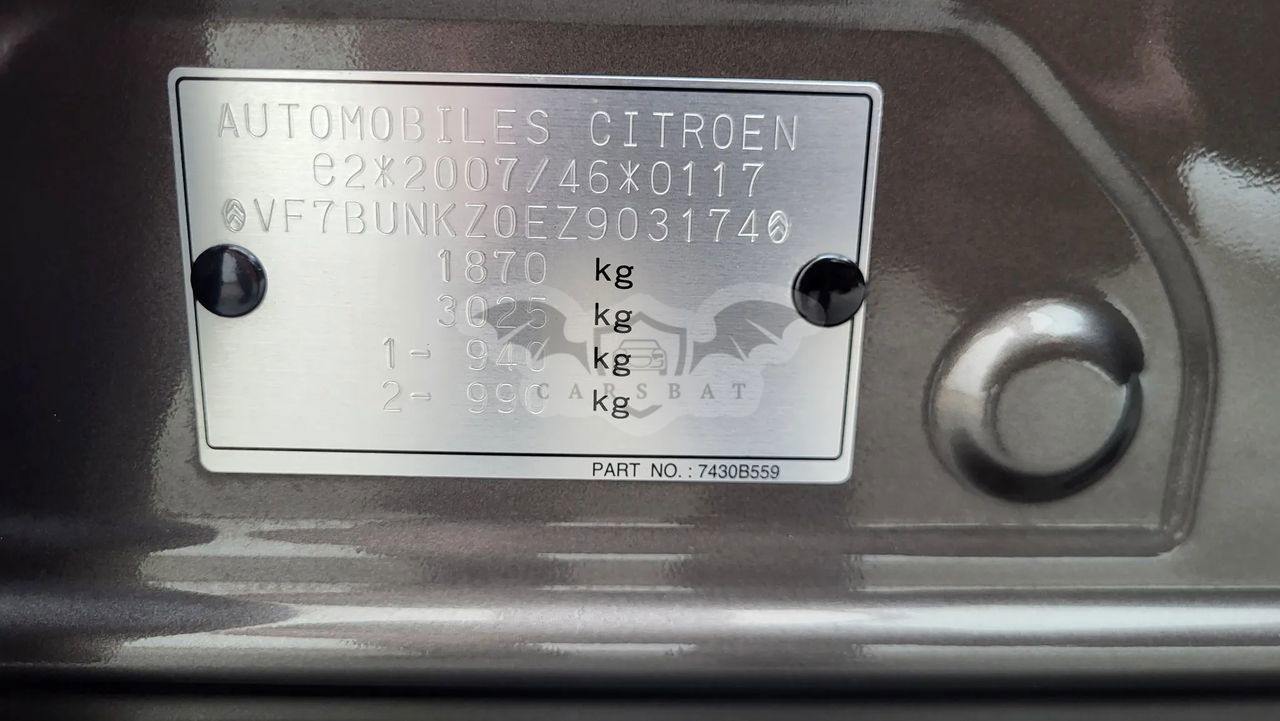 AUTOMOBILES CITROEN
e2*2007/46*0117
VF7BUNKZ0EZ903174
1870 kg
3025 kg
1- 940 kg
2- 990 kg
CARSBAT
PART NO. : 7430B559